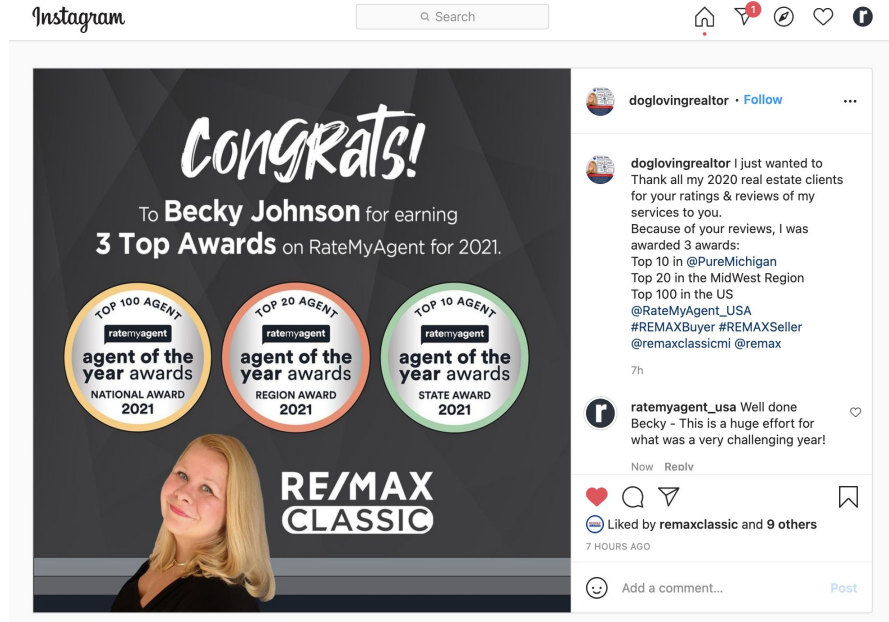 Instagram
Search
1
r
Congrats!
To Becky Johnson for earning
3 Top Awards on RateMyAgent for 2021.
TOP 100 AGENT
ratemyagent
agent of the
year awards
NATIONAL AWARD
2021
TOP 20 AGENT
ratemyagent
agent of the
year awards
REGION AWARD
2021
TOP 10 AGENT
ratemyagent
agent of the
year awards
STATE AWARD
2021
RE/MAX
CLASSIC
doglovingrealtor • Follow
doglovingrealtor I just wanted to
Thank all my 2020 real estate clients
for your ratings & reviews of my
services to you.
Because of your reviews, I was
awarded 3 awards:
Top 10 in @PureMichigan
Top 20 in the MidWest Region
Top 100 in the US
@RateMyAgent_USA
#REMAXBuyer #REMAXSeller
@remaxclassicmi @remax
7h
r
ratemyagent_usa Well done
Becky - This is a huge effort for
what was a very challenging year!
Now Reply
Liked by remaxclassic and 9 others
7 HOURS AGO
Add a comment...
Post